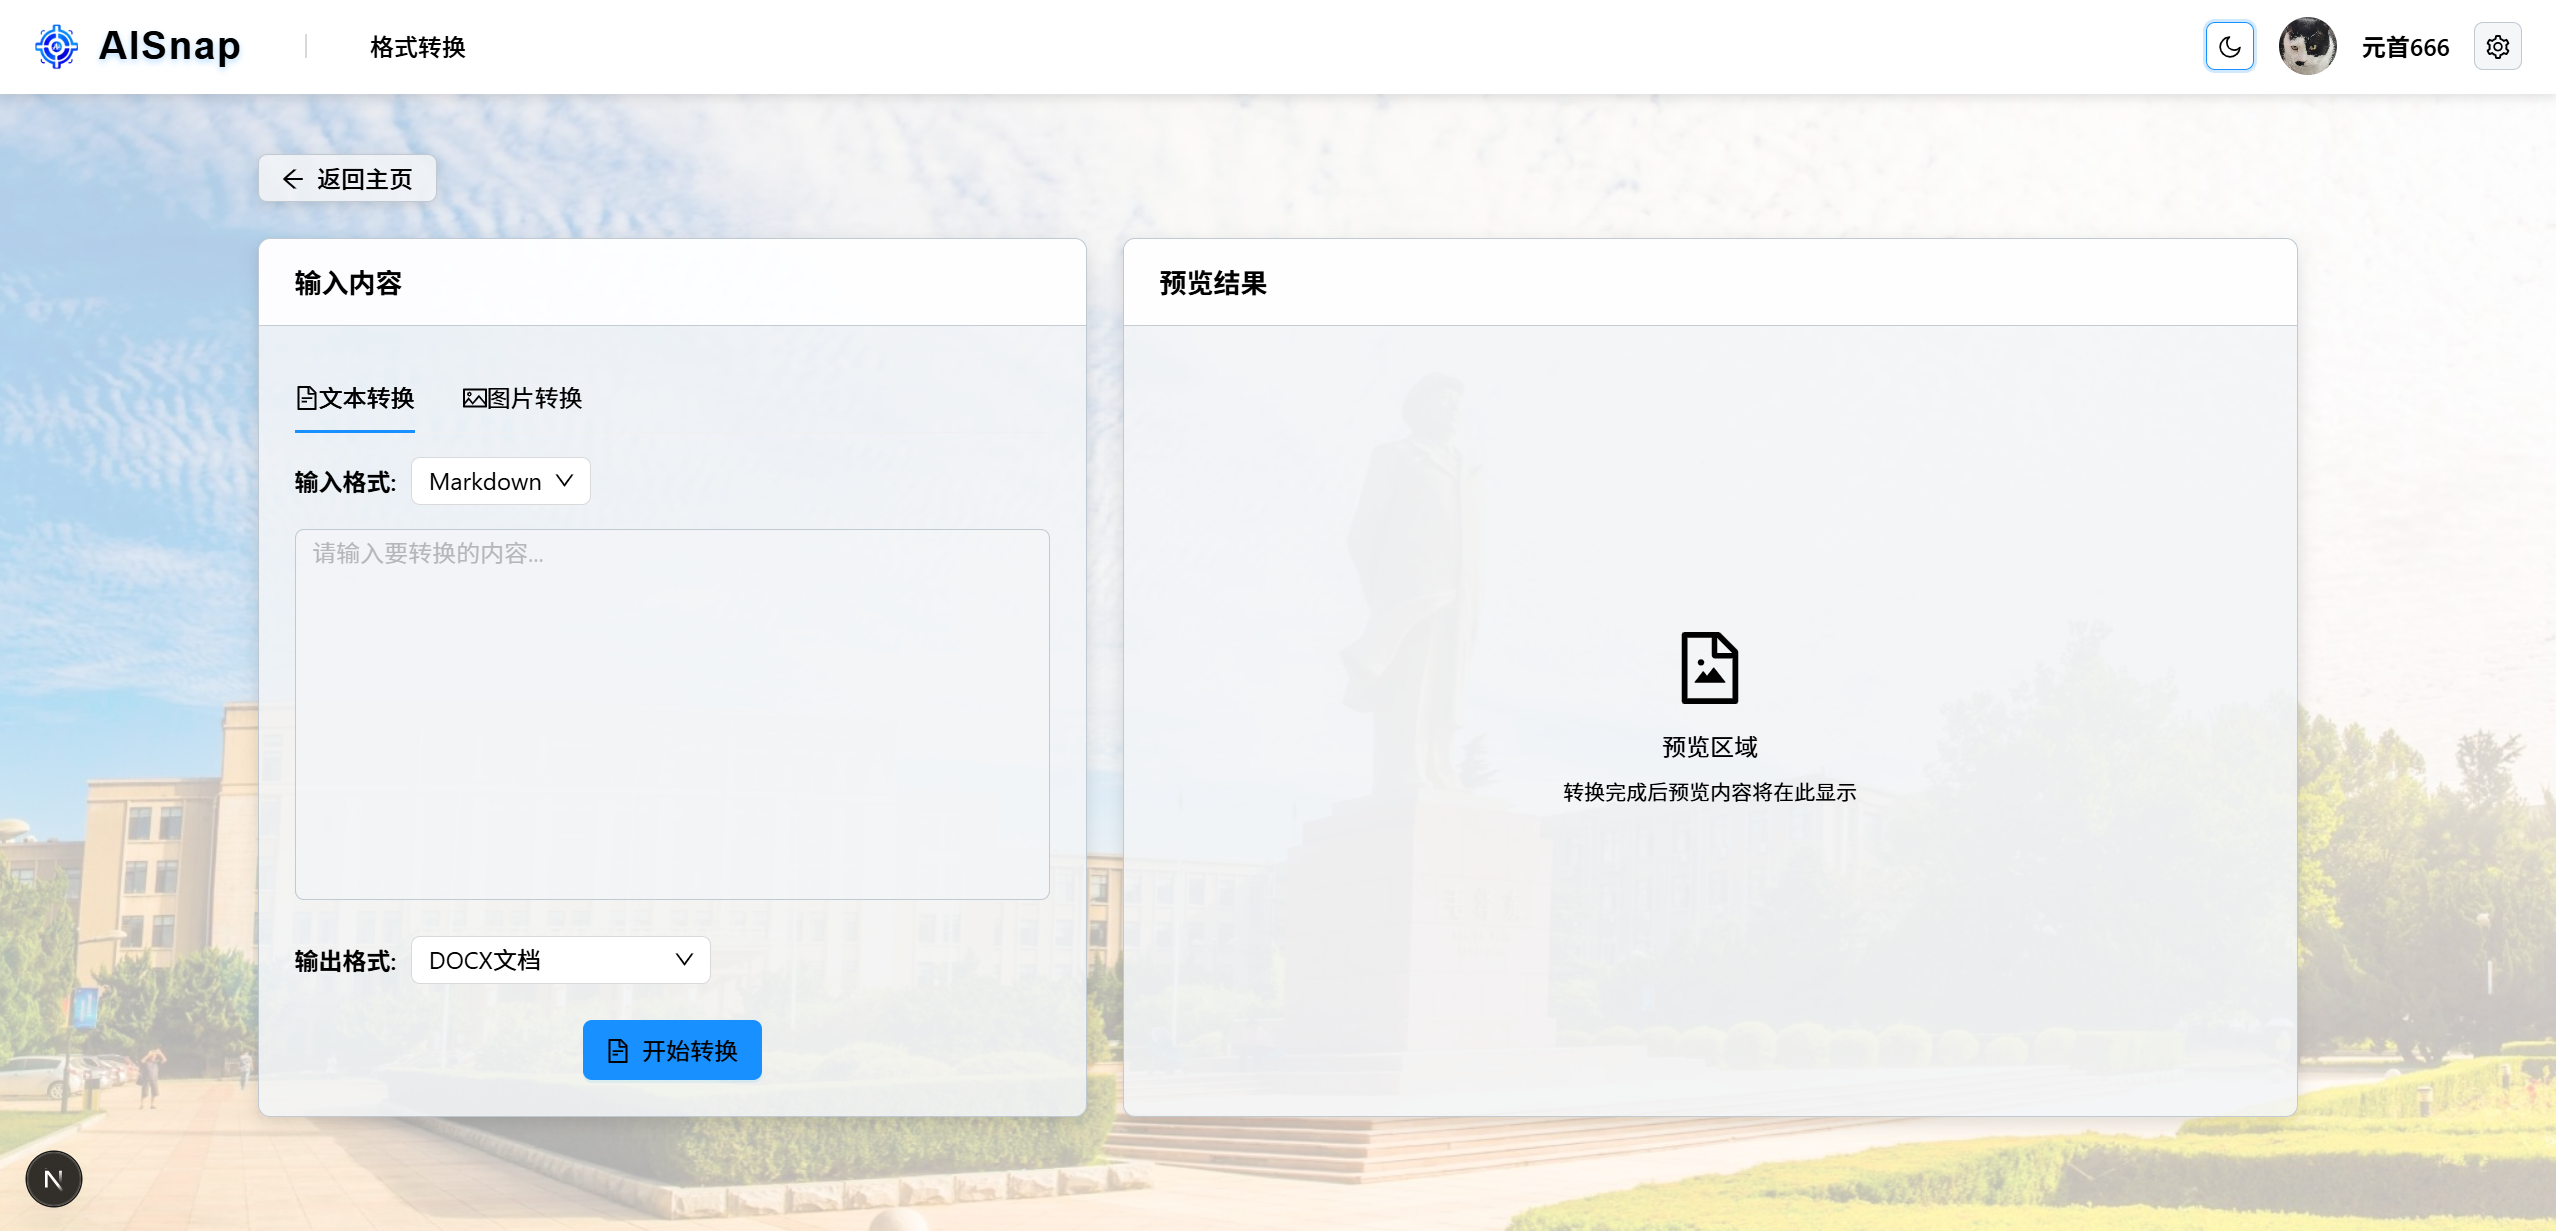 AISnap
格式转换
元首666
返回主页
输入内容
预览结果
文本转换
图片转换
输入格式:
Markdown
请输入要转换的内容...
预览区域
转换完成后预览内容将在此显示
输出格式:
DOCX文档
开始转换
N